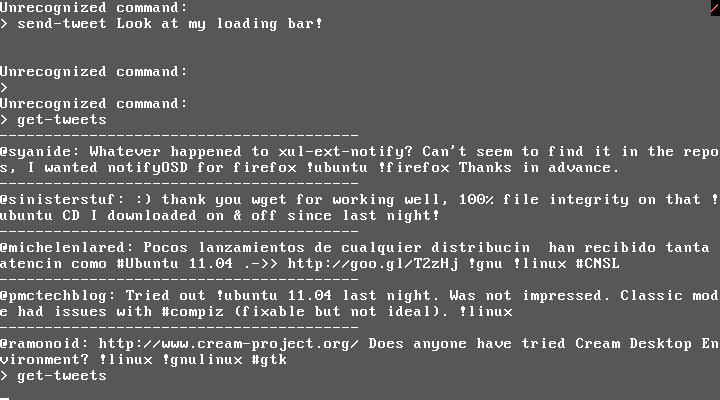 Unrecognized command:
> send-tweet Look at my loading bar!
Unrecognized command:
>
Unrecognized command:
> get-tweets
----------------------------------------
@syanide: Whatever happened to xul-ext-notify? Can't seem to find it in the repo
s, I wanted notifyOSD for firefox !ubuntu !firefox Thanks in advance.
----------------------------------------
@sinisterstuf: :) thank you wget for working well, 100% file integrity on that !
ubuntu CD I downloaded on & off since last night!
----------------------------------------
@michelenlared: Pocos lanzamientos de cualquier distribucin  han recibido tanta
atencin como #Ubuntu 11.04 .->> http://goo.gl/T2zHj !gnu !linux #CNSL
----------------------------------------
@pmctechblog: Tried out !ubuntu 11.04 last night. Was not impressed. Classic mod
e had issues with #compiz (fixable but not ideal). !linux
----------------------------------------
@ramonoid: http://www.cream-project.org/ Does anyone have tried Cream Desktop En
vironment? !linux !gnulinux #gtk
> get-tweets